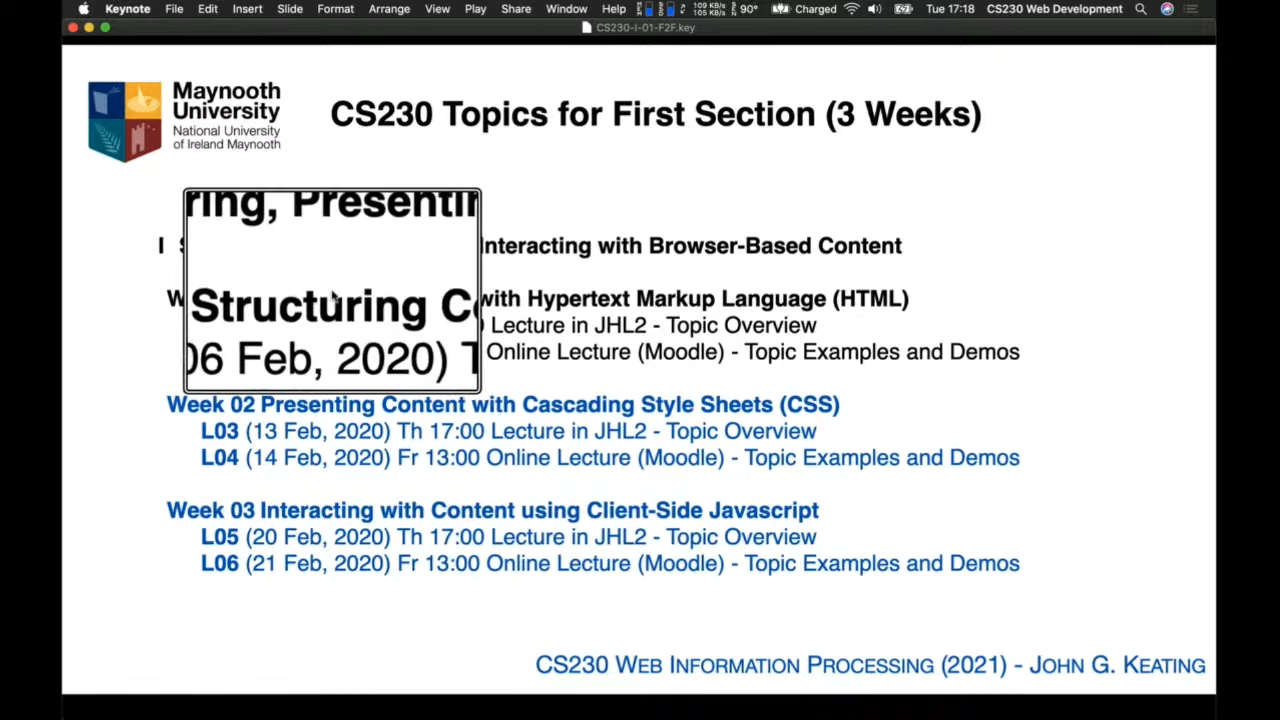 Keynote File Edit Insert Slide Format Arrange View Play Share Window Help 109 KB/s 105 KB/s 90° Charged Tue 17:18 CS230 Web Development
CS230-I-01-F2F.key
Maynooth
University
National University
of Ireland Maynooth
CS230 Topics for First Section (3 Weeks)
I Interacting with Browser-Based Content
with Hypertext Markup Language (HTML)
Lecture in JHL2 - Topic Overview
Online Lecture (Moodle) - Topic Examples and Demos
Structuring
06 Feb, 2020)
Week 02 Presenting Content with Cascading Style Sheets (CSS)
L03 (13 Feb, 2020) Th 17:00 Lecture in JHL2 - Topic Overview
L04 (14 Feb, 2020) Fr 13:00 Online Lecture (Moodle) - Topic Examples and Demos
Week 03 Interacting with Content using Client-Side Javascript
L05 (20 Feb, 2020) Th 17:00 Lecture in JHL2 - Topic Overview
L06 (21 Feb, 2020) Fr 13:00 Online Lecture (Moodle) - Topic Examples and Demos
CS230 WEB INFORMATION PROCESSING (2021) - JOHN G. KEATING